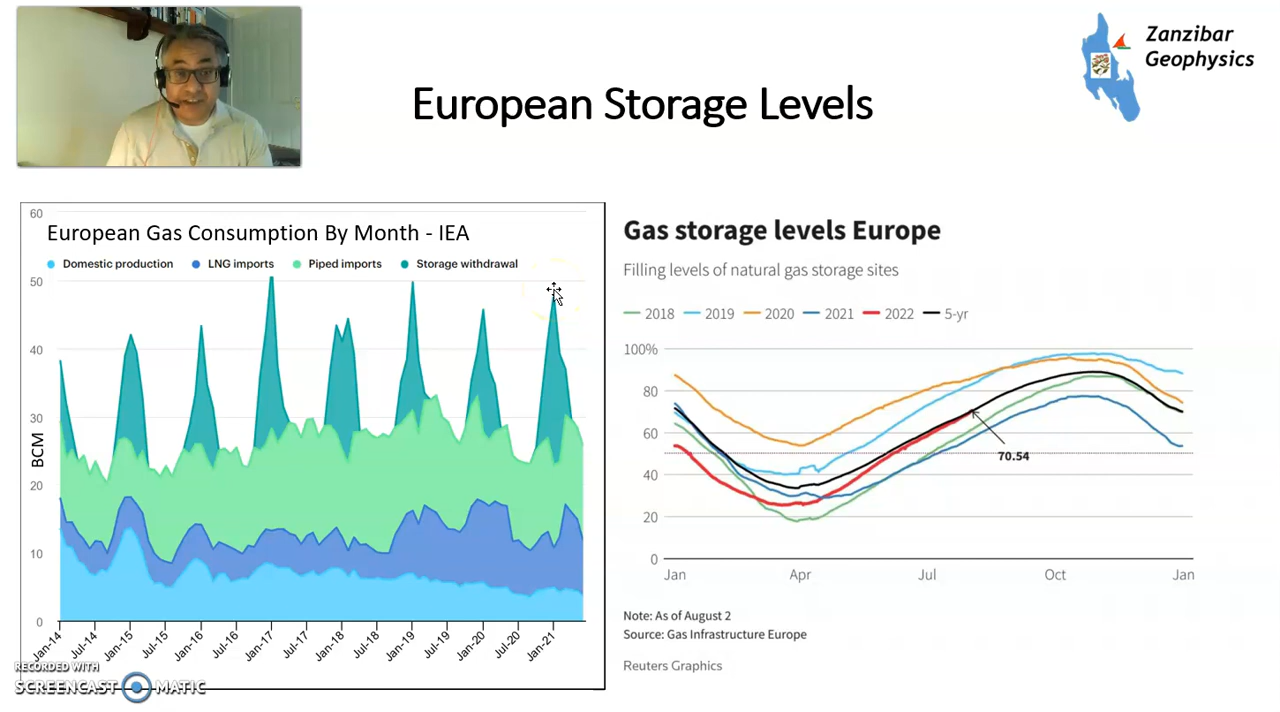 Zanzibar
Geophysics
European Storage Levels
60
European Gas Consumption By Month - IEA
Domestic production LNG imports Piped imports Storage withdrawal
50
40
30
BCM
20
10
0
Jan-14 Jul-14 Jan-15 Jul-15 Jan-16 Jul-16 Jan-17 Jul-17 Jan-18 Jul-18 Jan-19 Jul-19 Jan-20 Jul-20 Jan-21
Gas storage levels Europe
Filling levels of natural gas storage sites
2018 2019 2020 2021 2022 5-yr
100%
80
60
70.54
40
20
0
Jan Apr Jul Oct Jan
Note: As of August 2
Source: Gas Infrastructure Europe
Reuters Graphics
RECORDED WITH
SCREENCAST MATIC